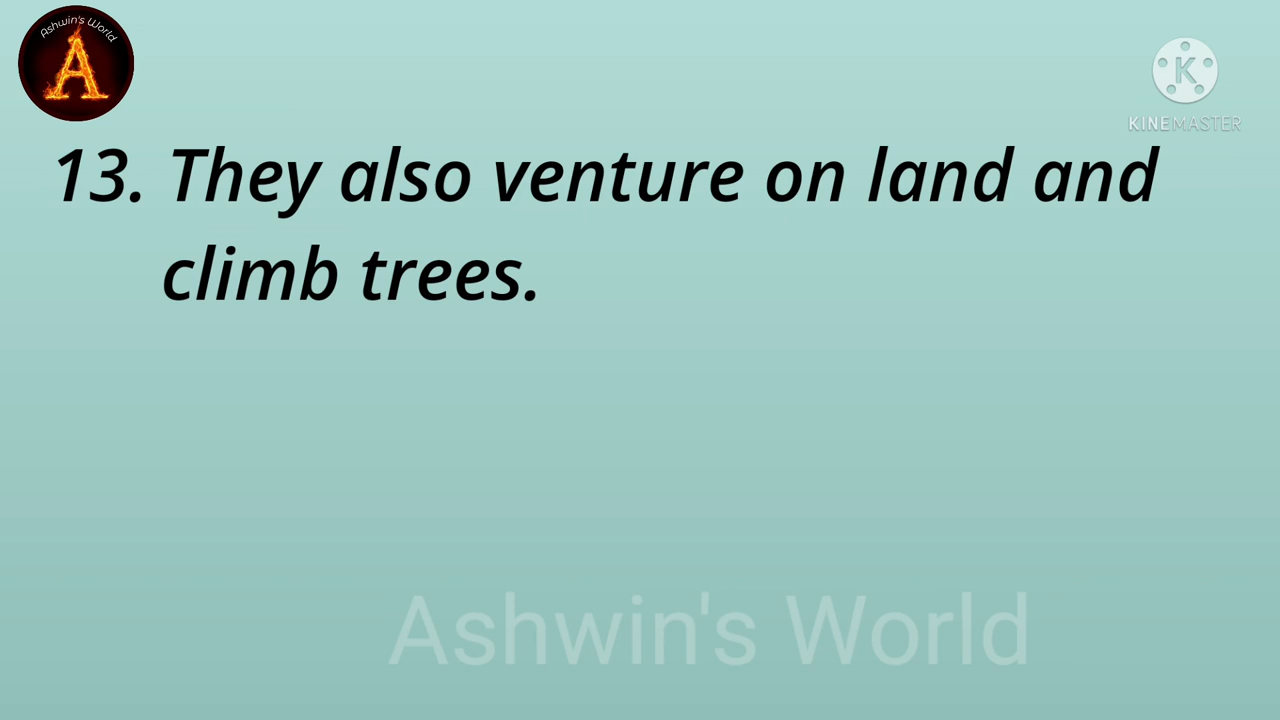 Ashwin's World
A
K
KINEMASTER
13. They also venture on land and
climb trees.
Ashwin's World